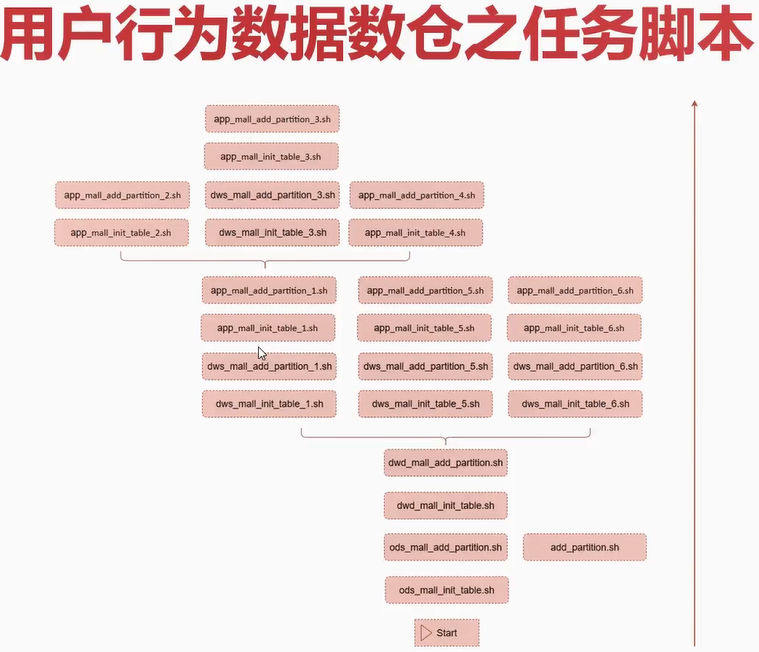 用户行为数据数仓之任务脚本
app_mall_add_partition_3.sh
app_mall_init_table_3.sh
app_mall_add_partition_2.sh dws_mall_add_partition_3.sh app_mall_add_partition_4.sh
app_mall_init_table_2.sh dws_mall_init_table_3.sh app_mall_init_table_4.sh
app_mall_add_partition_1.sh app_mall_add_partition_5.sh app_mall_add_partition_6.sh
app_mall_init_table_1.sh app_mall_init_table_5.sh app_mall_init_table_6.sh
dws_mall_add_partition_1.sh dws_mall_add_partition_5.sh dws_mall_add_partition_6.sh
dws_mall_init_table_1.sh dws_mall_init_table_5.sh dws_mall_init_table_6.sh
dwd_mall_add_partition.sh
dwd_mall_init_table.sh
ods_mall_add_partition.sh add_partition.sh
ods_mall_init_table.sh
Start